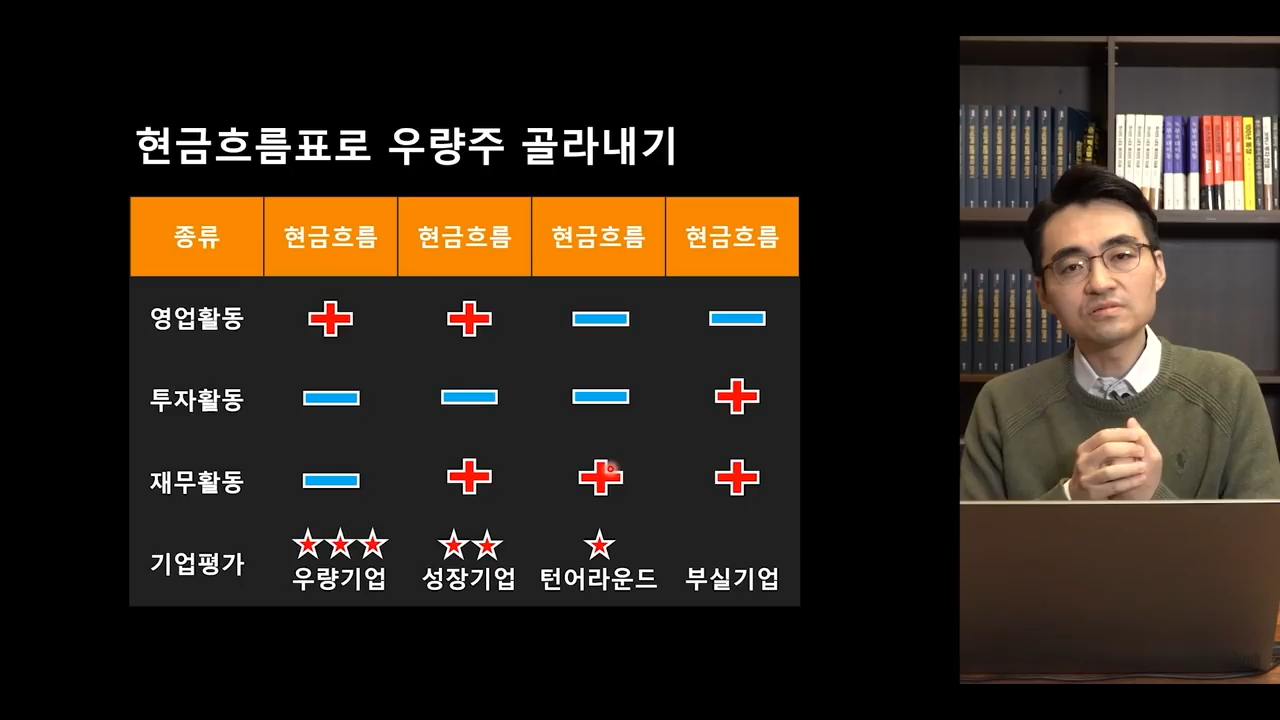 현금흐름표로 우량주 골라내기
종류 현금흐름 현금흐름 현금흐름 현금흐름
영업활동 + + - -
투자활동 - - - +
재무활동 - + + +
기업평가 ★★★ ★★ ★
우량기업 성장기업 턴어라운드 부실기업